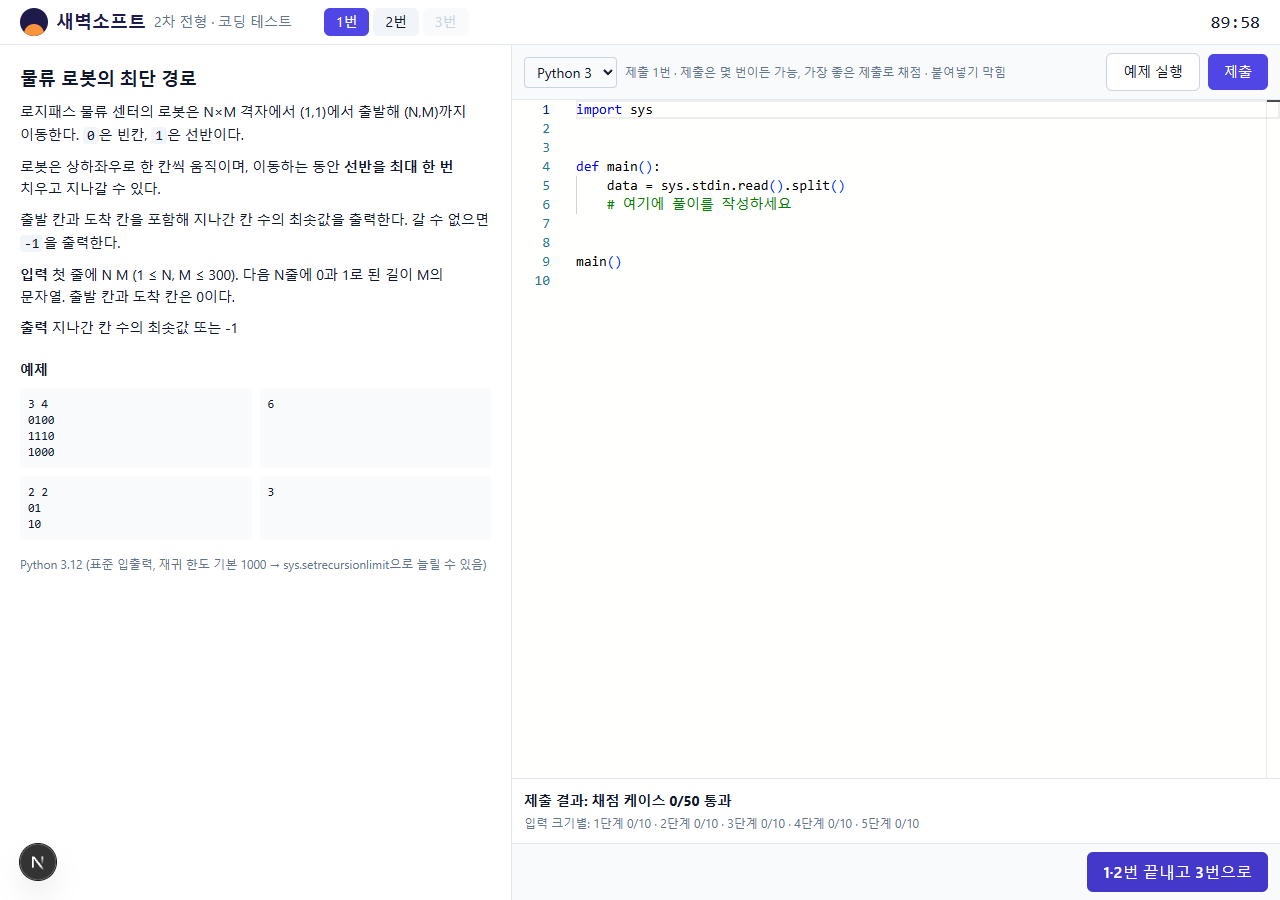 새벽소프트 2차 전형 · 코딩 테스트 1번 2번 3번 89:58
물류 로봇의 최단 경로
로지패스 물류 센터의 로봇은 N×M 격자에서 (1,1)에서 출발해 (N,M)까지
이동한다. 0 은 빈칸, 1 은 선반이다.
로봇은 상하좌우로 한 칸씩 움직이며, 이동하는 동안 선반을 최대 한 번
치우고 지나갈 수 있다.
출발 칸과 도착 칸을 포함해 지나간 칸 수의 최솟값을 출력한다. 갈 수 없으면
-1 을 출력한다.
입력 첫 줄에 N M (1 ≤ N, M ≤ 300). 다음 N줄에 0과 1로 된 길이 M의
문자열. 출발 칸과 도착 칸은 0이다.
출력 지나간 칸 수의 최솟값 또는 -1
예제
3 4
0100
1110
1000
6
2 2
01
10
3
Python 3.12 (표준 입출력, 재귀 한도 기본 1000 → sys.setrecursionlimit으로 늘릴 수 있음)
N
Python 3 제출 1번 · 제출은 몇 번이든 가능, 가장 좋은 제출로 채점 · 붙여넣기 막힘 예제 실행 제출
1 import sys
2
3
4 def main():
5     data = sys.stdin.read().split()
6     # 여기에 풀이를 작성하세요
7
8
9 main()
10
제출 결과: 채점 케이스 0/50 통과
입력 크기별: 1단계 0/10 · 2단계 0/10 · 3단계 0/10 · 4단계 0/10 · 5단계 0/10
1·2번 끝내고 3번으로